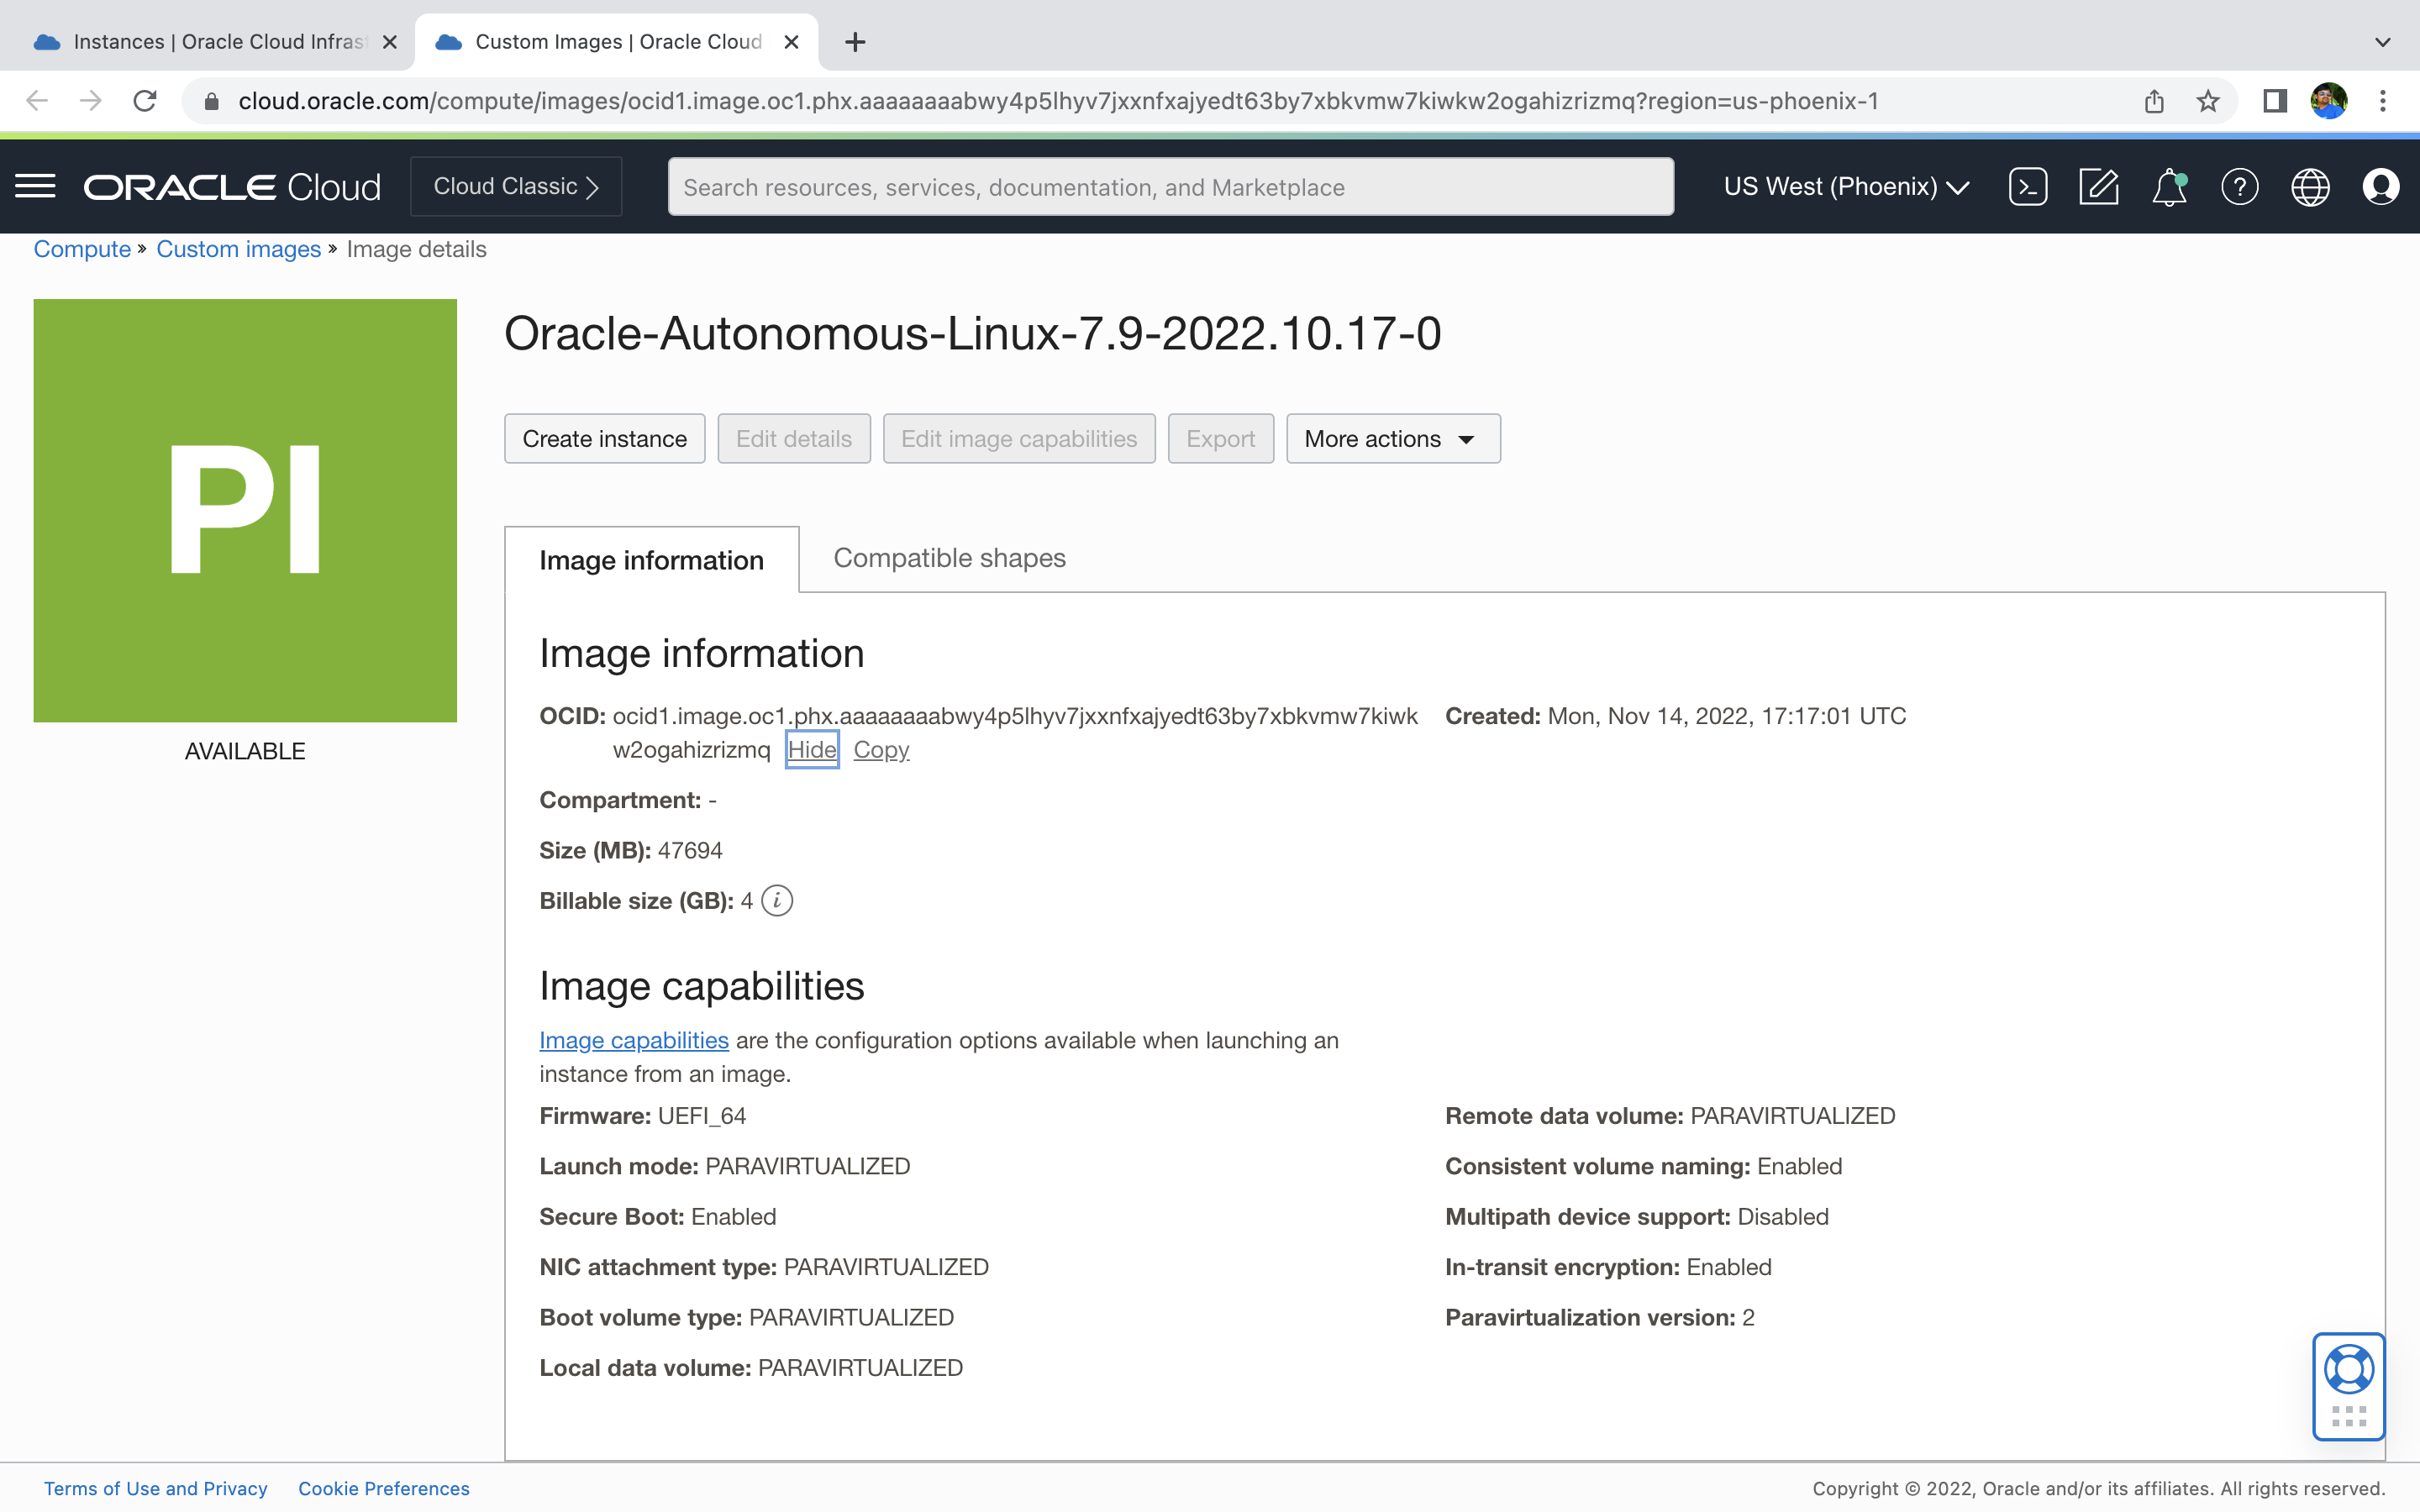 Instances | Oracle Cloud Infras
Custom Images | Oracle Cloud
cloud.oracle.com/compute/images/ocid1.image.oc1.phx.aaaaaaaabwy4p5lhyv7jxxnfxajyedt63by7xbkvmw7kiwkw2ogahizrizmq?region=us-phoenix-1
ORACLE Cloud
Cloud Classic
Search resources, services, documentation, and Marketplace
US West (Phoenix)
Compute » Custom images » Image details
PI
AVAILABLE
Oracle-Autonomous-Linux-7.9-2022.10.17-0
Create instance
Edit details
Edit image capabilities
Export
More actions
Image information
Compatible shapes
Image information
OCID: ocid1.image.oc1.phx.aaaaaaaabwy4p5lhyv7jxxnfxajyedt63by7xbkvmw7kiwk
w2ogahizrizmq Hide Copy
Created: Mon, Nov 14, 2022, 17:17:01 UTC
Compartment: -
Size (MB): 47694
Billable size (GB): 4
Image capabilities
Image capabilities are the configuration options available when launching an
instance from an image.
Firmware: UEFI_64
Launch mode: PARAVIRTUALIZED
Secure Boot: Enabled
NIC attachment type: PARAVIRTUALIZED
Boot volume type: PARAVIRTUALIZED
Local data volume: PARAVIRTUALIZED
Remote data volume: PARAVIRTUALIZED
Consistent volume naming: Enabled
Multipath device support: Disabled
In-transit encryption: Enabled
Paravirtualization version: 2
Terms of Use and Privacy
Cookie Preferences
Copyright © 2022, Oracle and/or its affiliates. All rights reserved.